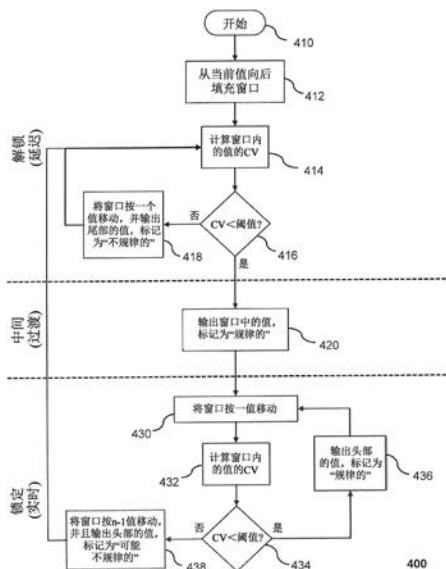 开始
410
从当前值向后
填充窗口
412
解锁
(延迟)
计算窗口内
的值的CV
414
将窗口按一个
值移动，并输出
尾部的值，标记
为“不规律的”
418
否
CV＜阈值?
416
是
中间
(过渡)
输出窗口中的值，
标记为“规律的”
420
锁定
(实时)
将窗口按一值移动
430
计算窗口内
的值的CV
432
输出头部
的值，标记为
“规律的”
436
将窗口按n-1值移动，
并且输出头部的值，
标记为“可能
不规律的”
438
否
CV＜阈值?
是
434
400